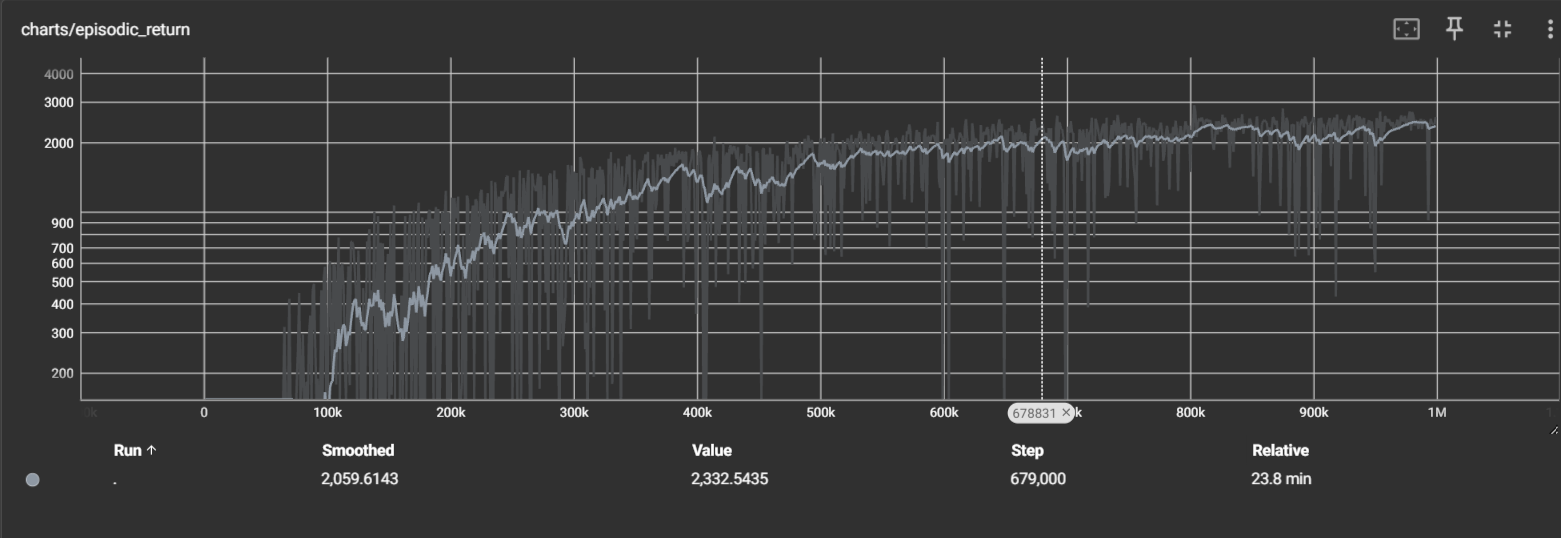 charts/episodic_return
4000
3000
2000
900
700
600
500
400
300
200
0k 0 100k 200k 300k 400k 500k 600k 678831 × k 800k 900k 1M 1
Run ↑ Smoothed Value Step Relative
. 2,059.6143 2,332.5435 679,000 23.8 min